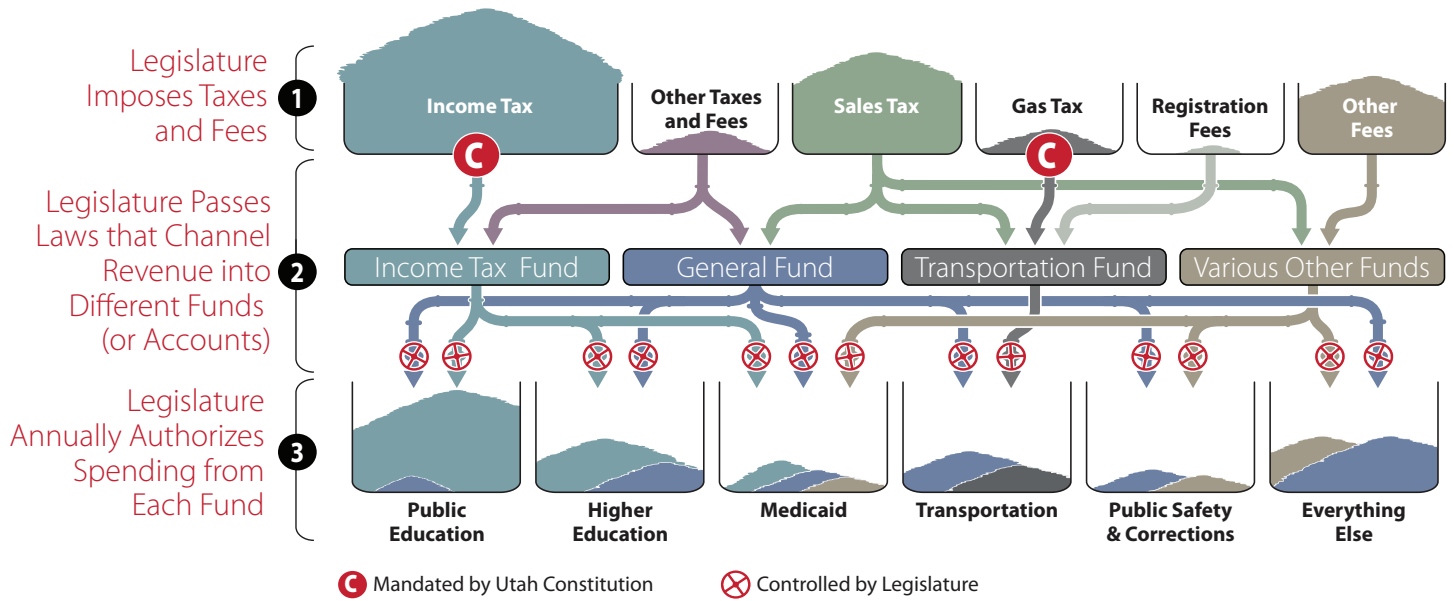 Legislature
Imposes Taxes
and Fees
1
Income Tax
Other Taxes
and Fees
Sales Tax
Gas Tax
Registration
Fees
Other
Fees
C
C
Legislature Passes
Laws that Channel
Revenue into
Different Funds
(or Accounts)
2
Income Tax Fund
General Fund
Transportation Fund
Various Other Funds
Legislature
Annually Authorizes
Spending from
Each Fund
3
Public
Education
Higher
Education
Medicaid
Transportation
Public Safety
& Corrections
Everything
Else
C Mandated by Utah Constitution
Controlled by Legislature